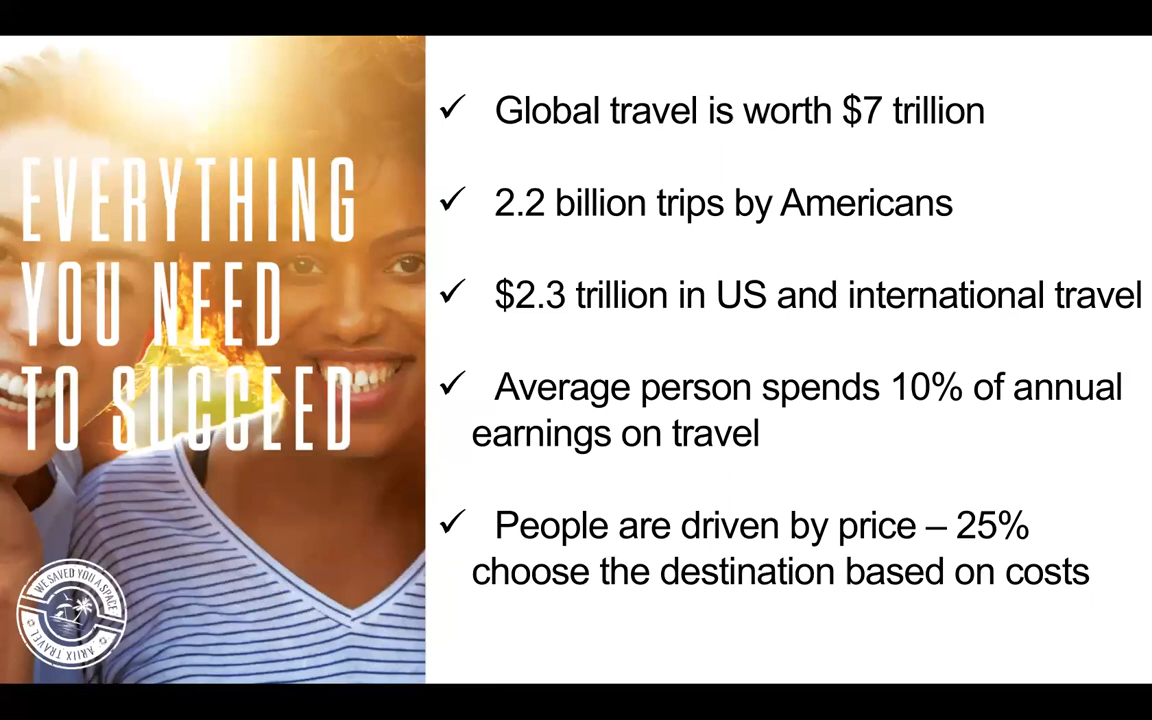 EVERYTHING
YOU NEED
TO SUCCEED
✓ Global travel is worth $7 trillion
✓ 2.2 billion trips by Americans
✓ $2.3 trillion in US and international travel
✓ Average person spends 10% of annual
earnings on travel
✓ People are driven by price – 25%
choose the destination based on costs
WE SAVED YOU A SPACE
ARIIX TRAVEL